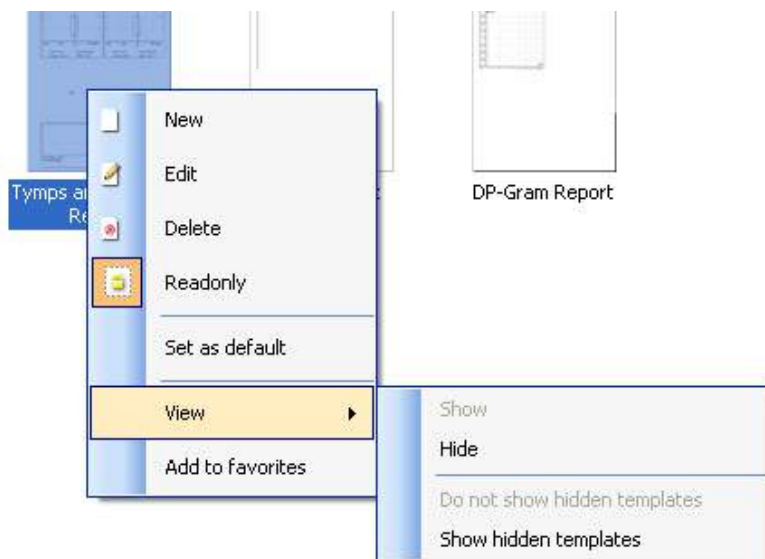 New
Edit
Tymps a
DP-Gram Report
Re
Delete
Readonly
Set as default
View
Show
Hide
Add to favorites
Do not show hidden templates
Show hidden templates